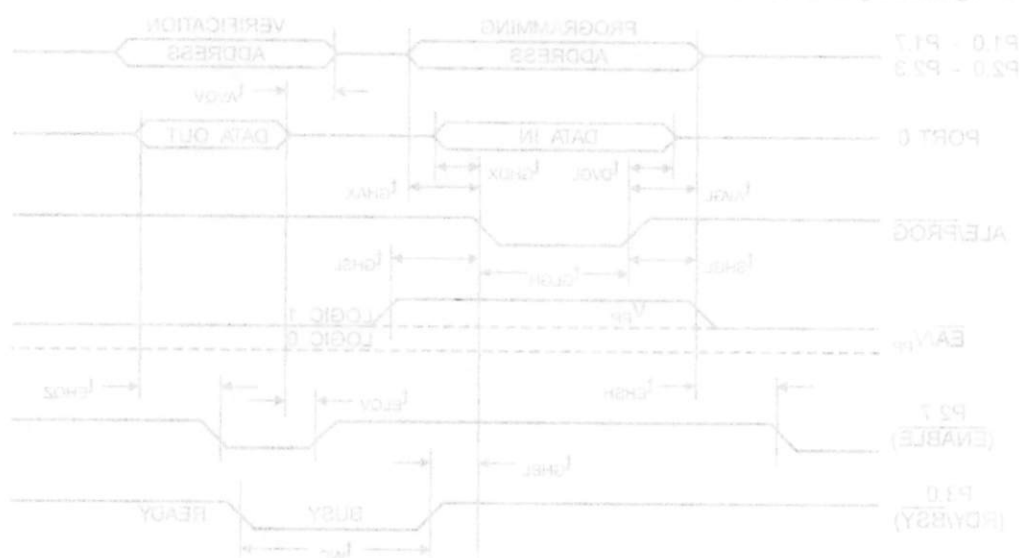 PROGRAMMING
ADDRESS
VERIFICATION
ADDRESS
P1.0 - P1.7
P2.0 - P2.3
tAVQV
PORT 0
DATA IN
DATA OUT
tDVGL
tGHDX
tGHAX
tAVGL
ALE/PROG
tSHGL
tGLGH
tGHSL
EA/VPP
VPP
LOGIC 1
LOGIC 0
tEHSH
tELQV
tEHQZ
P2.7
(ENABLE)
tGHBL
P3.0
(RDY/BSY)
BUSY
READY
tWC